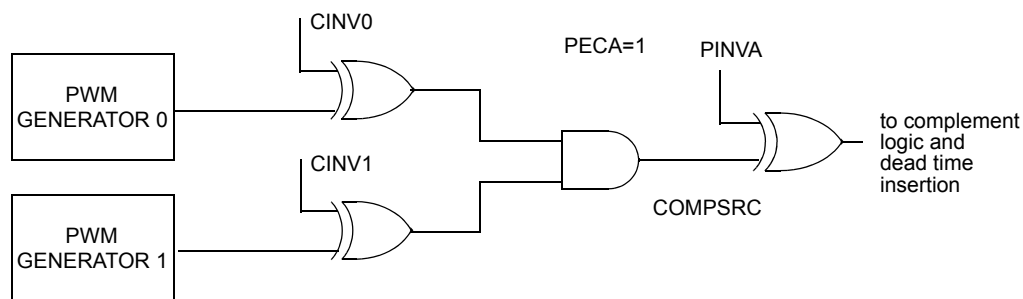 CINV0
PECA=1
PINVA
PWM
GENERATOR 0
to complement
logic and
dead time
insertion
CINV1
COMPSRC
PWM
GENERATOR 1